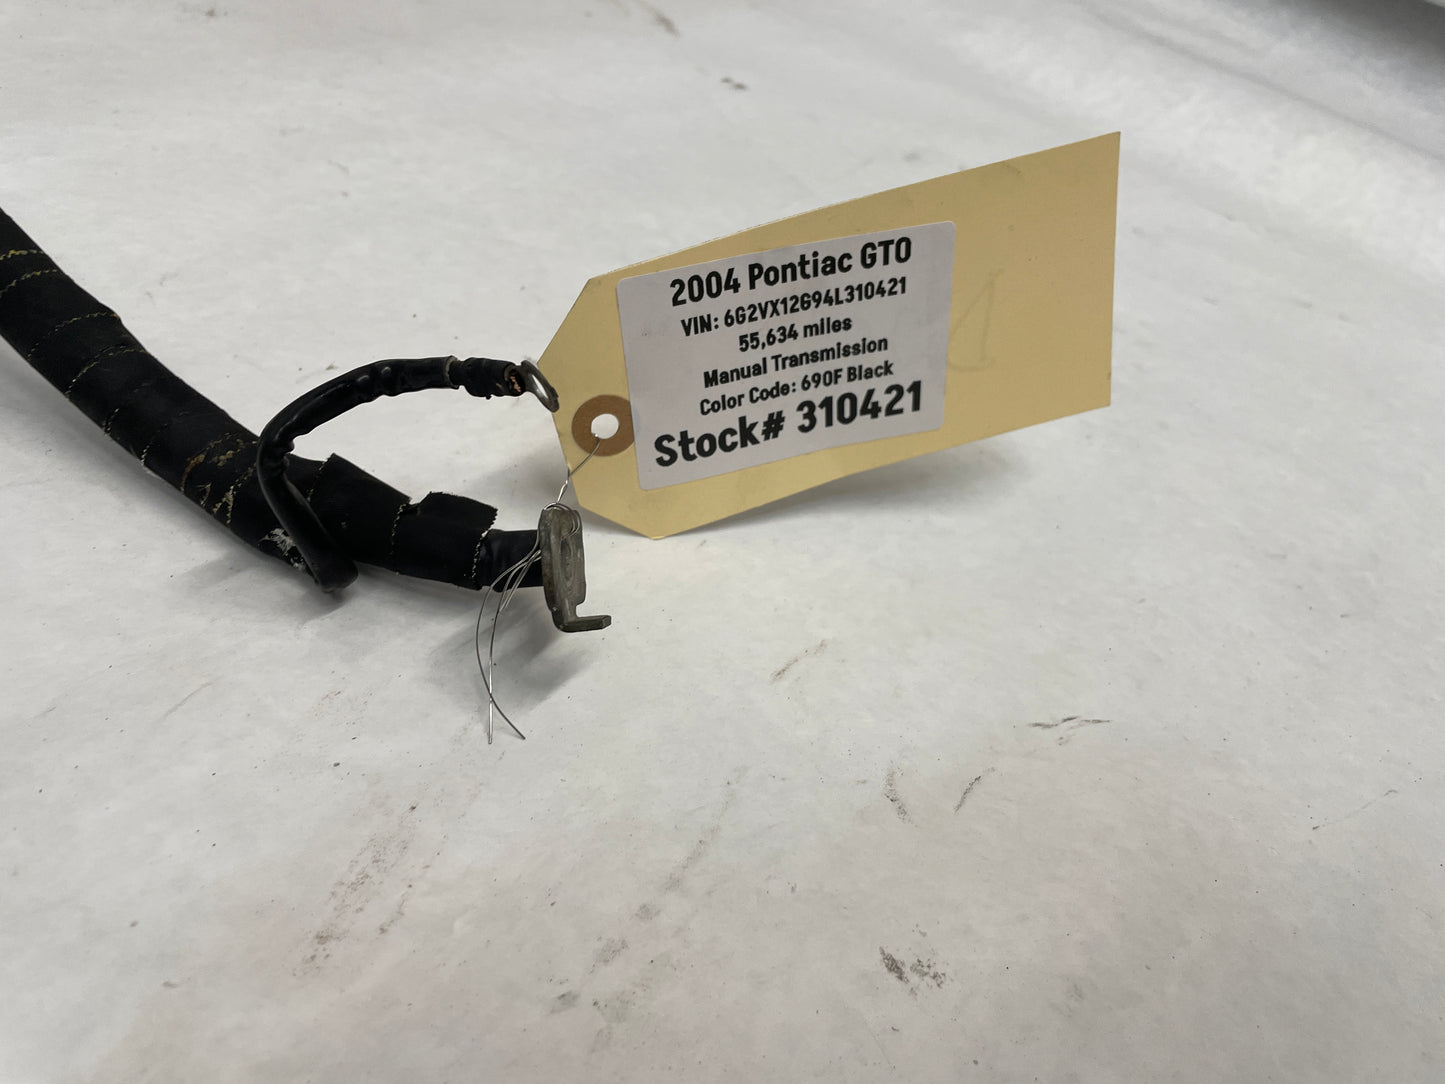 2004 Pontiac GTO
VIN: 6G2VX12G94L310421
55,634 miles
Manual Transmission
Color Code: 690F Black
Stock# 310421